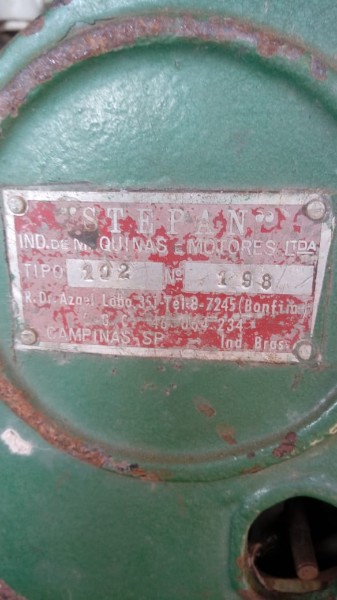 "STEPAN"
IND. DE MAQUINAS E MOTORES LTDA
TIPO 102 Nº 198
R. Dr. Azael Lobo, 351-Tel: 8-7245 (Bonfim)
CAMPINAS, SP. Ind. Bras.